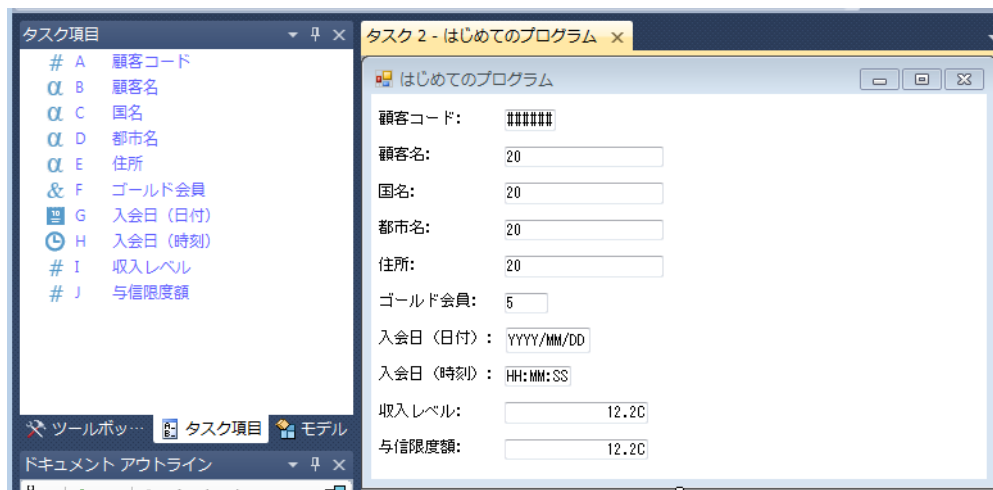 タスク項目
# A 顧客コード
α B 顧客名
α C 国名
α D 都市名
α E 住所
& F ゴールド会員
G 入会日（日付）
H 入会日（時刻）
# I 収入レベル
# J 与信限度額
ツールボッ… タスク項目 モデル
ドキュメント アウトライン
タスク 2 - はじめてのプログラム
はじめてのプログラム
顧客コード: ######
顧客名: 20
国名: 20
都市名: 20
住所: 20
ゴールド会員: 5
入会日（日付）: YYYY/MM/DD
入会日（時刻）: HH:MM:SS
収入レベル: 12.2C
与信限度額: 12.2C